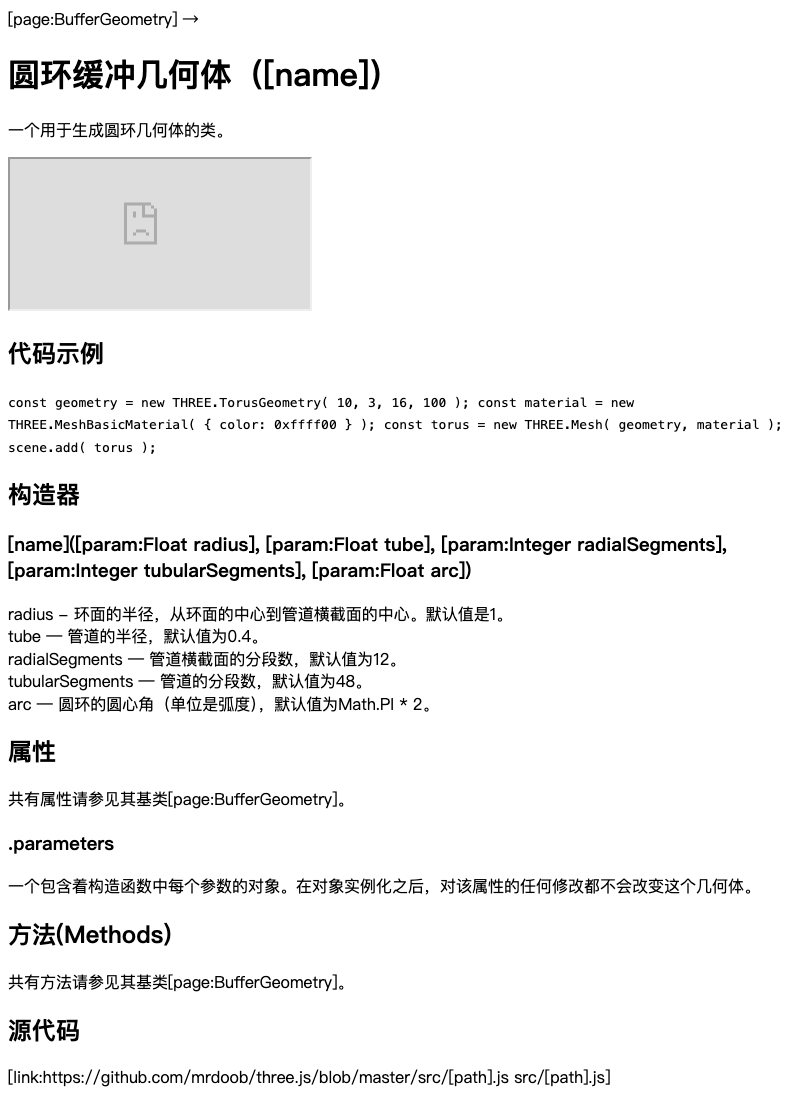 [page:BufferGeometry] →
圆环缓冲几何体（[name]）
一个用于生成圆环几何体的类。
代码示例
const geometry = new THREE.TorusGeometry( 10, 3, 16, 100 ); const material = new
THREE.MeshBasicMaterial( { color: 0xffff00 } ); const torus = new THREE.Mesh( geometry, material );
scene.add( torus );
构造器
[name]([param:Float radius], [param:Float tube], [param:Integer radialSegments],
[param:Integer tubularSegments], [param:Float arc])
radius - 环面的半径，从环面的中心到管道横截面的中心。默认值是1。
tube — 管道的半径，默认值为0.4。
radialSegments — 管道横截面的分段数，默认值为12。
tubularSegments — 管道的分段数，默认值为48。
arc — 圆环的圆心角（单位是弧度），默认值为Math.PI * 2。
属性
共有属性请参见其基类[page:BufferGeometry]。
.parameters
一个包含着构造函数中每个参数的对象。在对象实例化之后，对该属性的任何修改都不会改变这个几何体。
方法(Methods)
共有方法请参见其基类[page:BufferGeometry]。
源代码
[link:https://github.com/mrdoob/three.js/blob/master/src/[path].js src/[path].js]